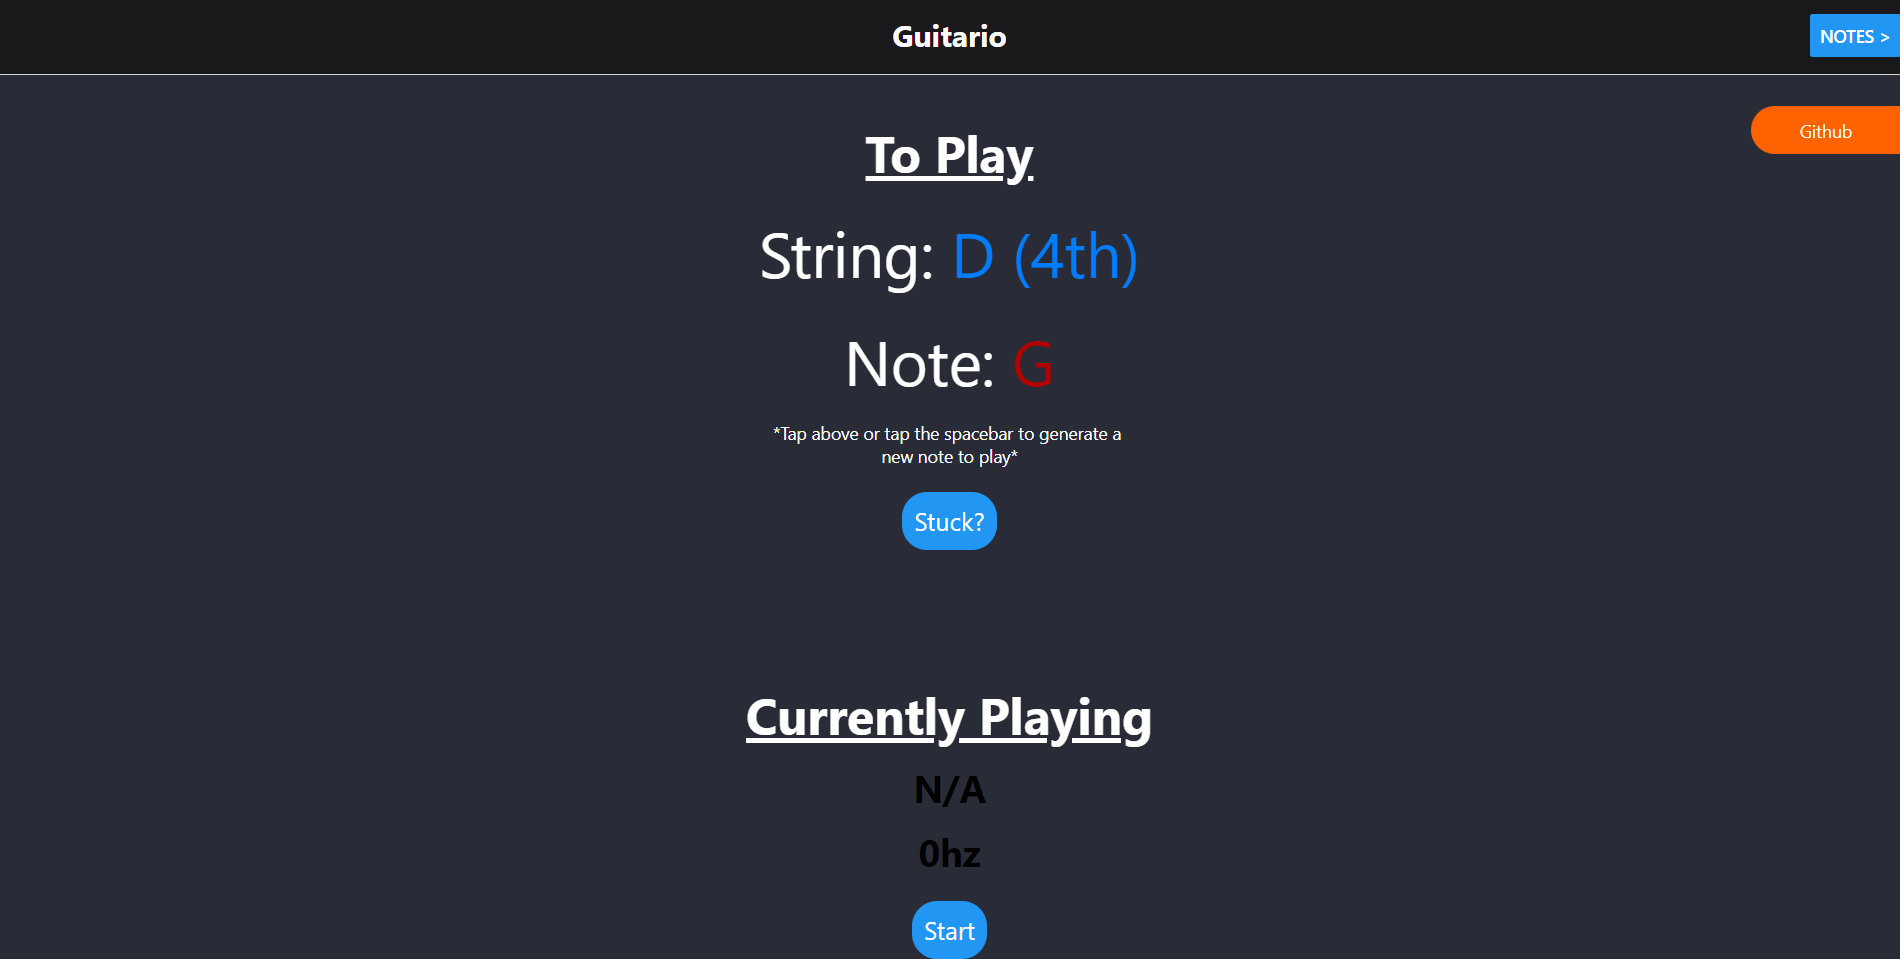 Guitario
NOTES >
Github
To Play
String: D (4th)
Note: G
*Tap above or tap the spacebar to generate a
new note to play*
Stuck?
Currently Playing
N/A
0hz
Start